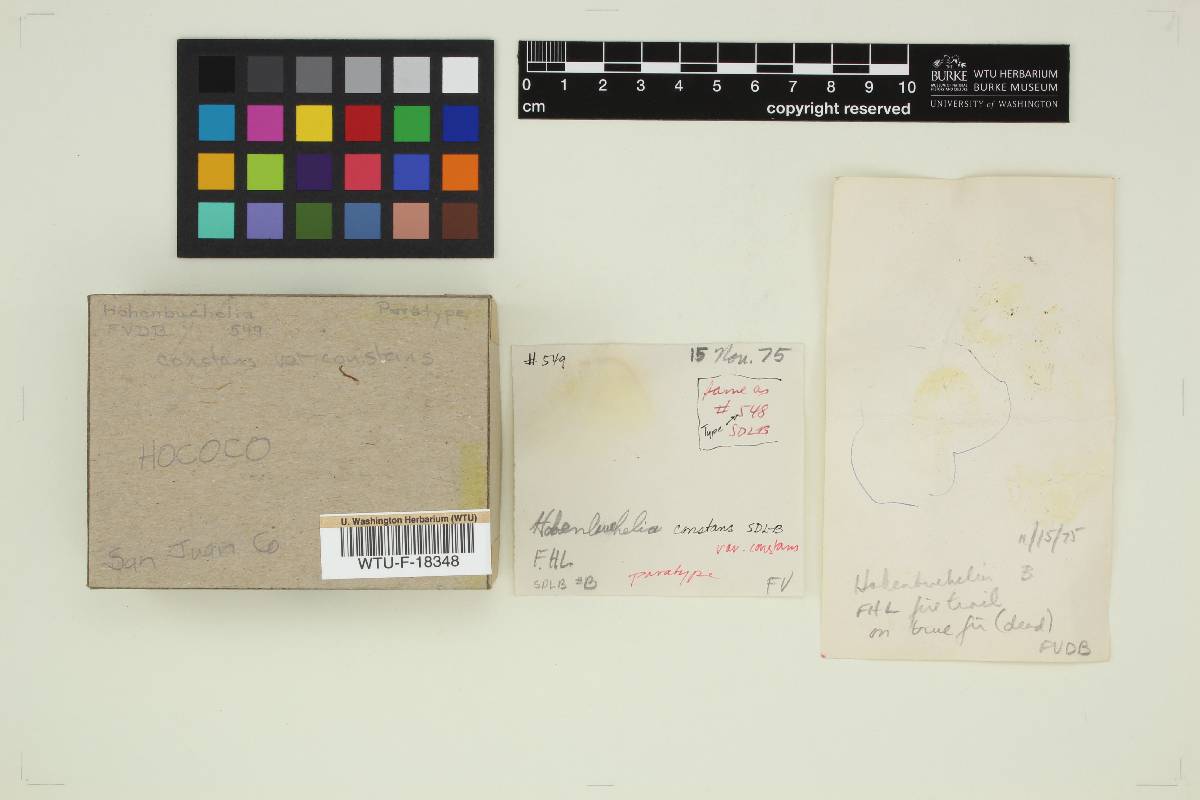 0 1 2 3 4 5 6 7 8 9 10
cm
copyright reserved
BURKE
WTU HERBARIUM
BURKE MUSEUM
UNIVERSITY of WASHINGTON
Hohenbuehelia Paratype
FVDB 549
constans var constans
HOCOCO
San Juan Co
U. Washington Herbarium (WTU)
WTU-F-18348
# 549
15 Nov. 75
Same as
# 548
Type SDLB
Hohenbuehelia constans SDLB
var. constans
F.HL
paratype
SDLB #B
FV
11/15/75
Hohenbuehelia B
FHL fire trail
on true fir (dead)
FVDB